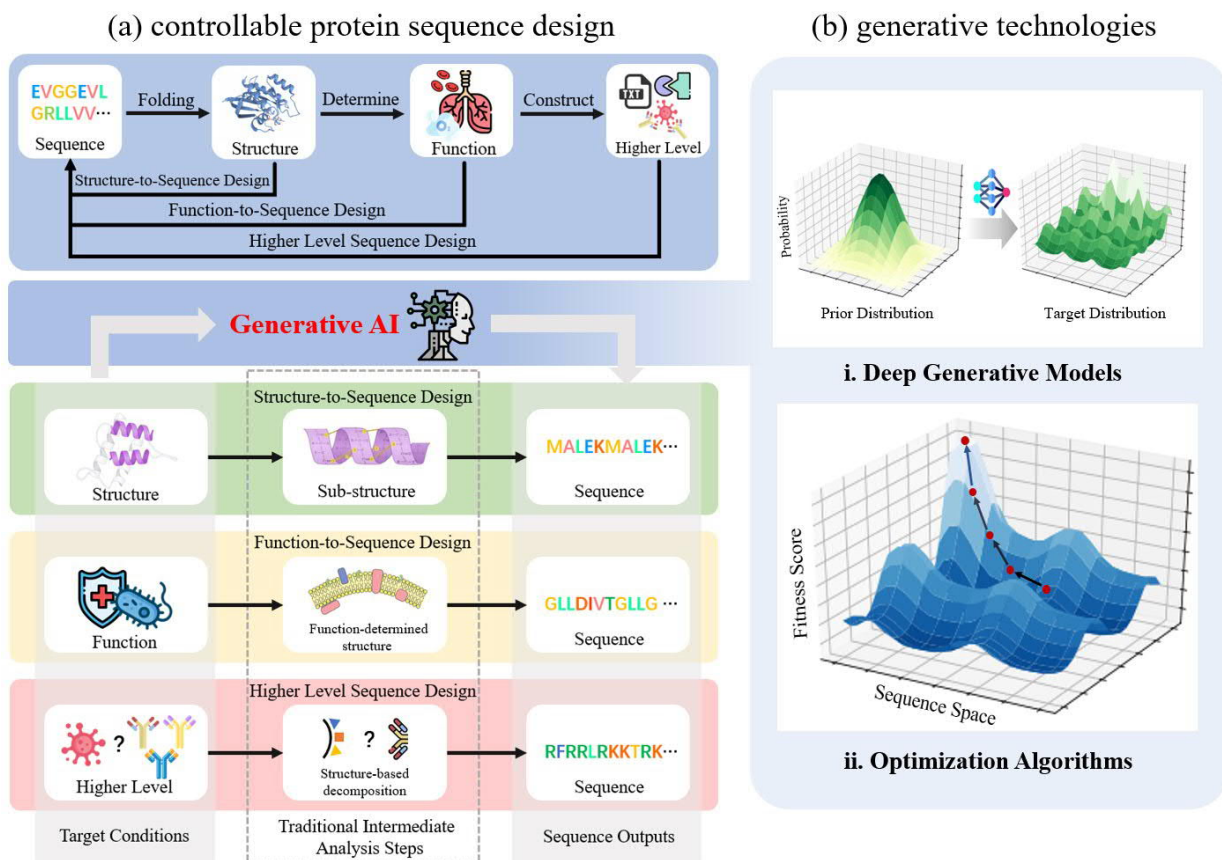 (a) controllable protein sequence design
EVGGEVL
GRLLVV···
Sequence
Folding
Structure
Determine
Function
Construct
TXT
Higher Level
Structure-to-Sequence Design
Function-to-Sequence Design
Higher Level Sequence Design
Generative AI
Structure-to-Sequence Design
Structure
Sub-structure
MALEKMALEK···
Sequence
Function-to-Sequence Design
Function
Function-determined
structure
GLLDIVTGLLG ···
Sequence
Higher Level Sequence Design
?
Higher Level
?
Structure-based
decomposition
RFRRLRKKTRK···
Sequence
Target Conditions
Traditional Intermediate
Analysis Steps
Sequence Outputs
(b) generative technologies
Probability
Prior Distribution
Target Distribution
i. Deep Generative Models
Fitness Score
Sequence Space
ii. Optimization Algorithms